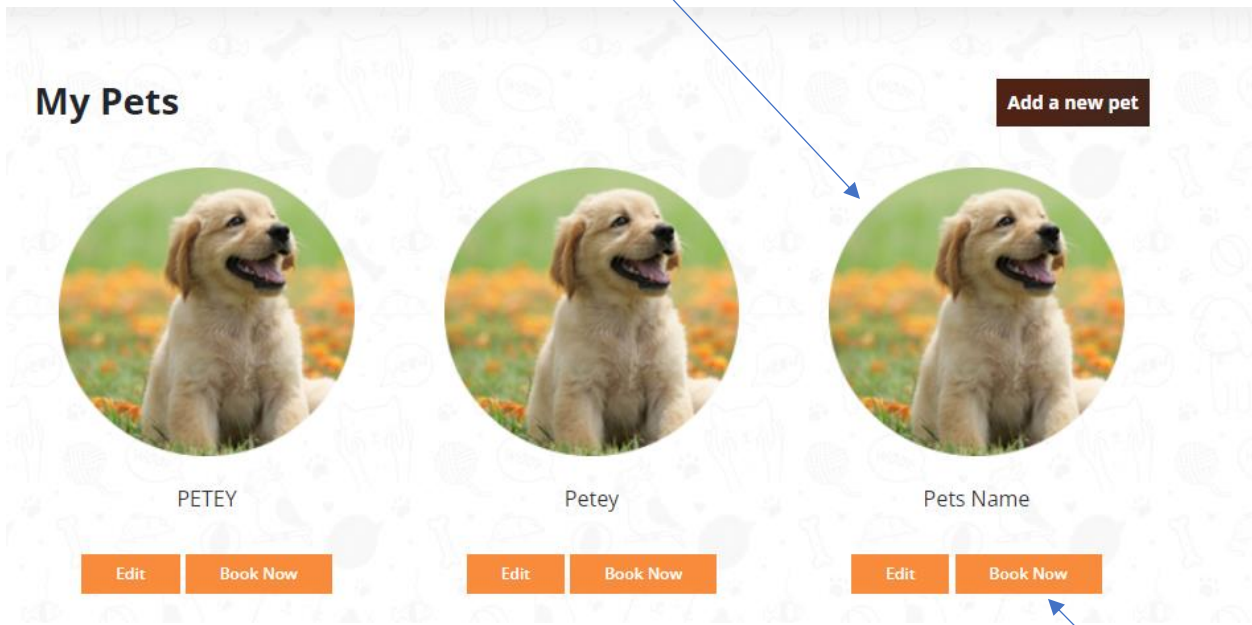 My Pets
Add a new pet
PETEY
Petey
Pets Name
Edit
Book Now
Edit
Book Now
Edit
Book Now